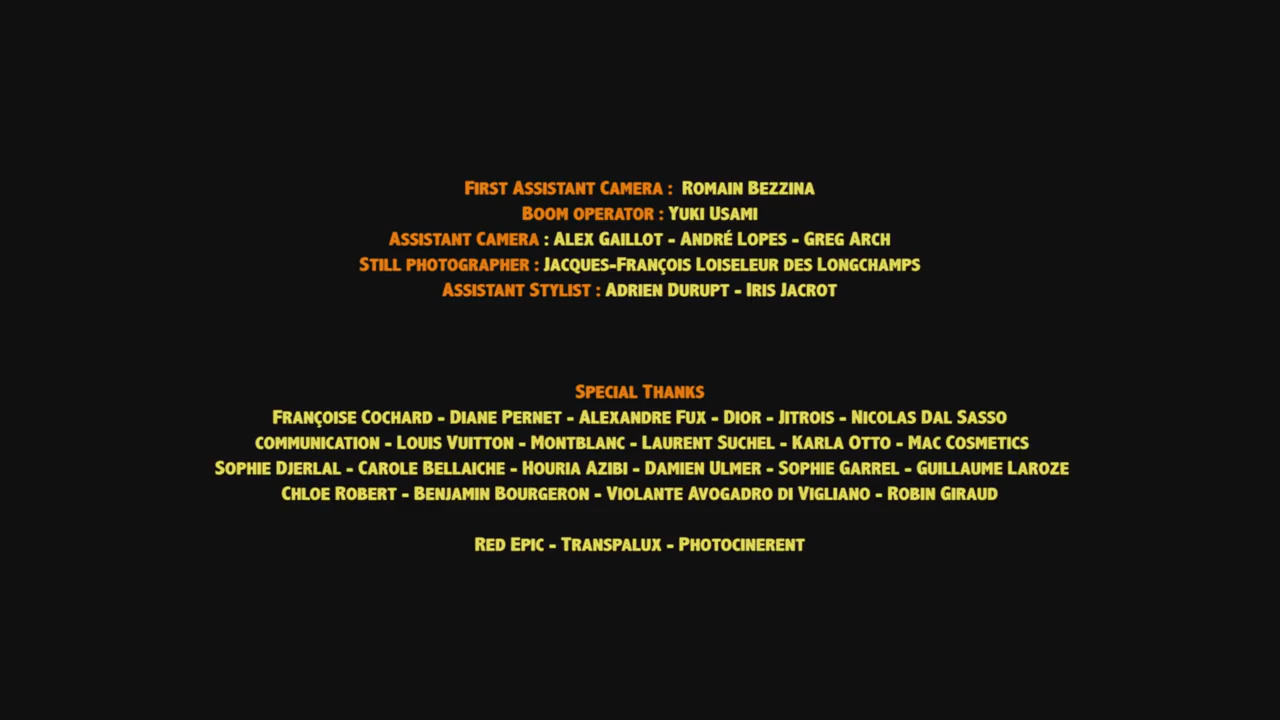 First Assistant Camera : Romain Bezzina
Boom operator : Yuki Usami
Assistant Camera : Alex Gaillot - André Lopes - Greg Arch
Still photographer : Jacques-François Loiseleur des Longchamps
Assistant Stylist : Adrien Durupt - Iris Jacrot
Special Thanks
Françoise Cochard - Diane Pernet - Alexandre Fux - Dior - Jitrois - Nicolas Dal Sasso
communication - Louis Vuitton - Montblanc - Laurent Suchel - Karla Otto - Mac Cosmetics
Sophie Djerlal - Carole Bellaiche - Houria Azibi - Damien Ulmer - Sophie Garrel - Guillaume Laroze
Chloe Robert - Benjamin Bourgeron - Violante Avogadro di Vigliano - Robin Giraud
Red Epic - Transpalux - Photocinerent